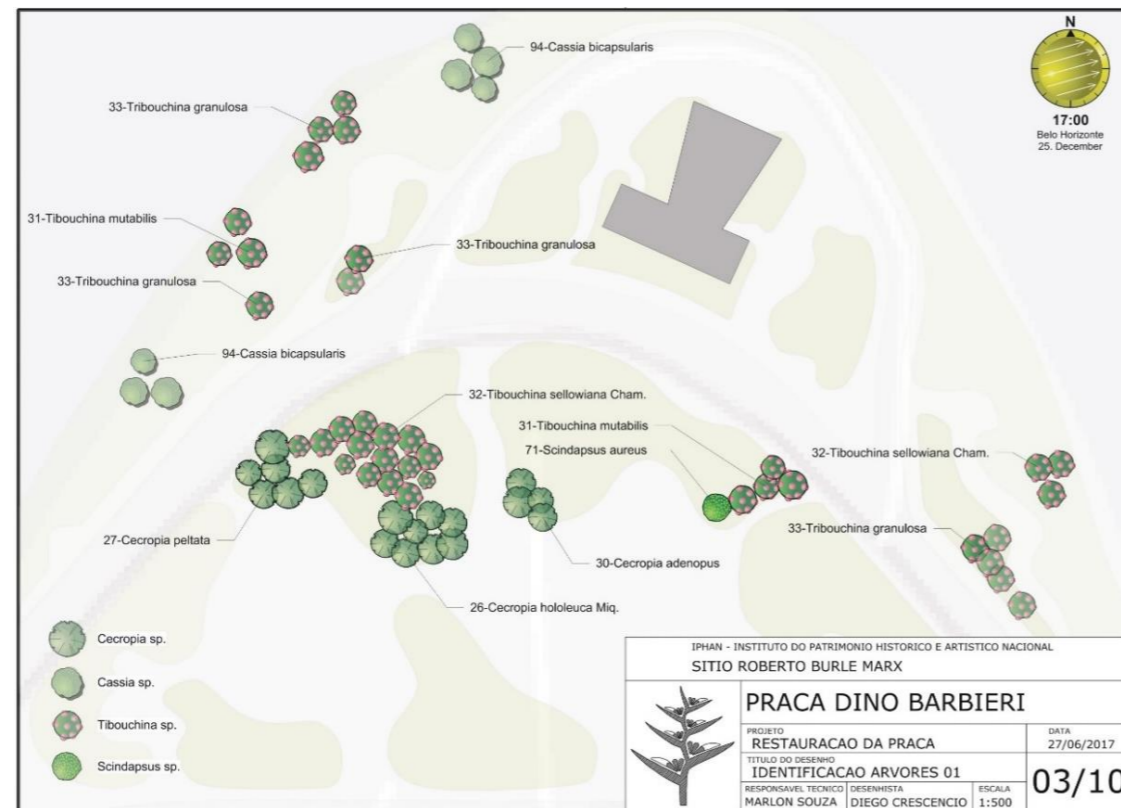 94-Cassia bicapsularis
N
17:00
Belo Horizonte
25. December
33-Tribouchina granulosa
31-Tibouchina mutabilis
33-Tribouchina granulosa
33-Tribouchina granulosa
94-Cassia bicapsularis
32-Tibouchina sellowiana Cham.
31-Tibouchina mutabilis
71-Scindapsus aureus
32-Tibouchina sellowiana Cham.
33-Tribouchina granulosa
27-Cecropia peltata
30-Cecropia adenopus
26-Cecropia hololeuca Miq.
Cecropia sp.
Cassia sp.
Tibouchina sp.
Scindapsus sp.
IPHAN - INSTITUTO DO PATRIMONIO HISTORICO E ARTISTICO NACIONAL
SITIO ROBERTO BURLE MARX
PRACA DINO BARBIERI
PROJETO
RESTAURACAO DA PRACA
DATA
27/06/2017
TITULO DO DESENHO
IDENTIFICACAO ARVORES 01
03/10
RESPONSAVEL TECNICO
MARLON SOUZA
DESENHISTA
DIEGO CRESCENCIO
ESCALA
1:500